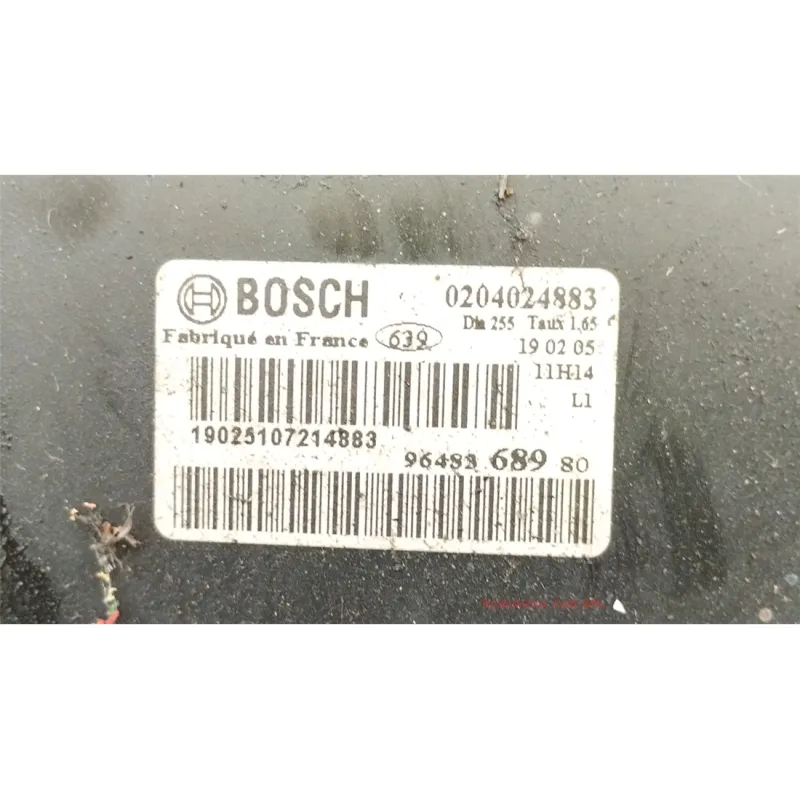 BOSCH 0204024883
Dia 255 Taux 1,65
Fabriqué en France 639 19 02 05
11H14
L1
19025107214883
96483 689 80